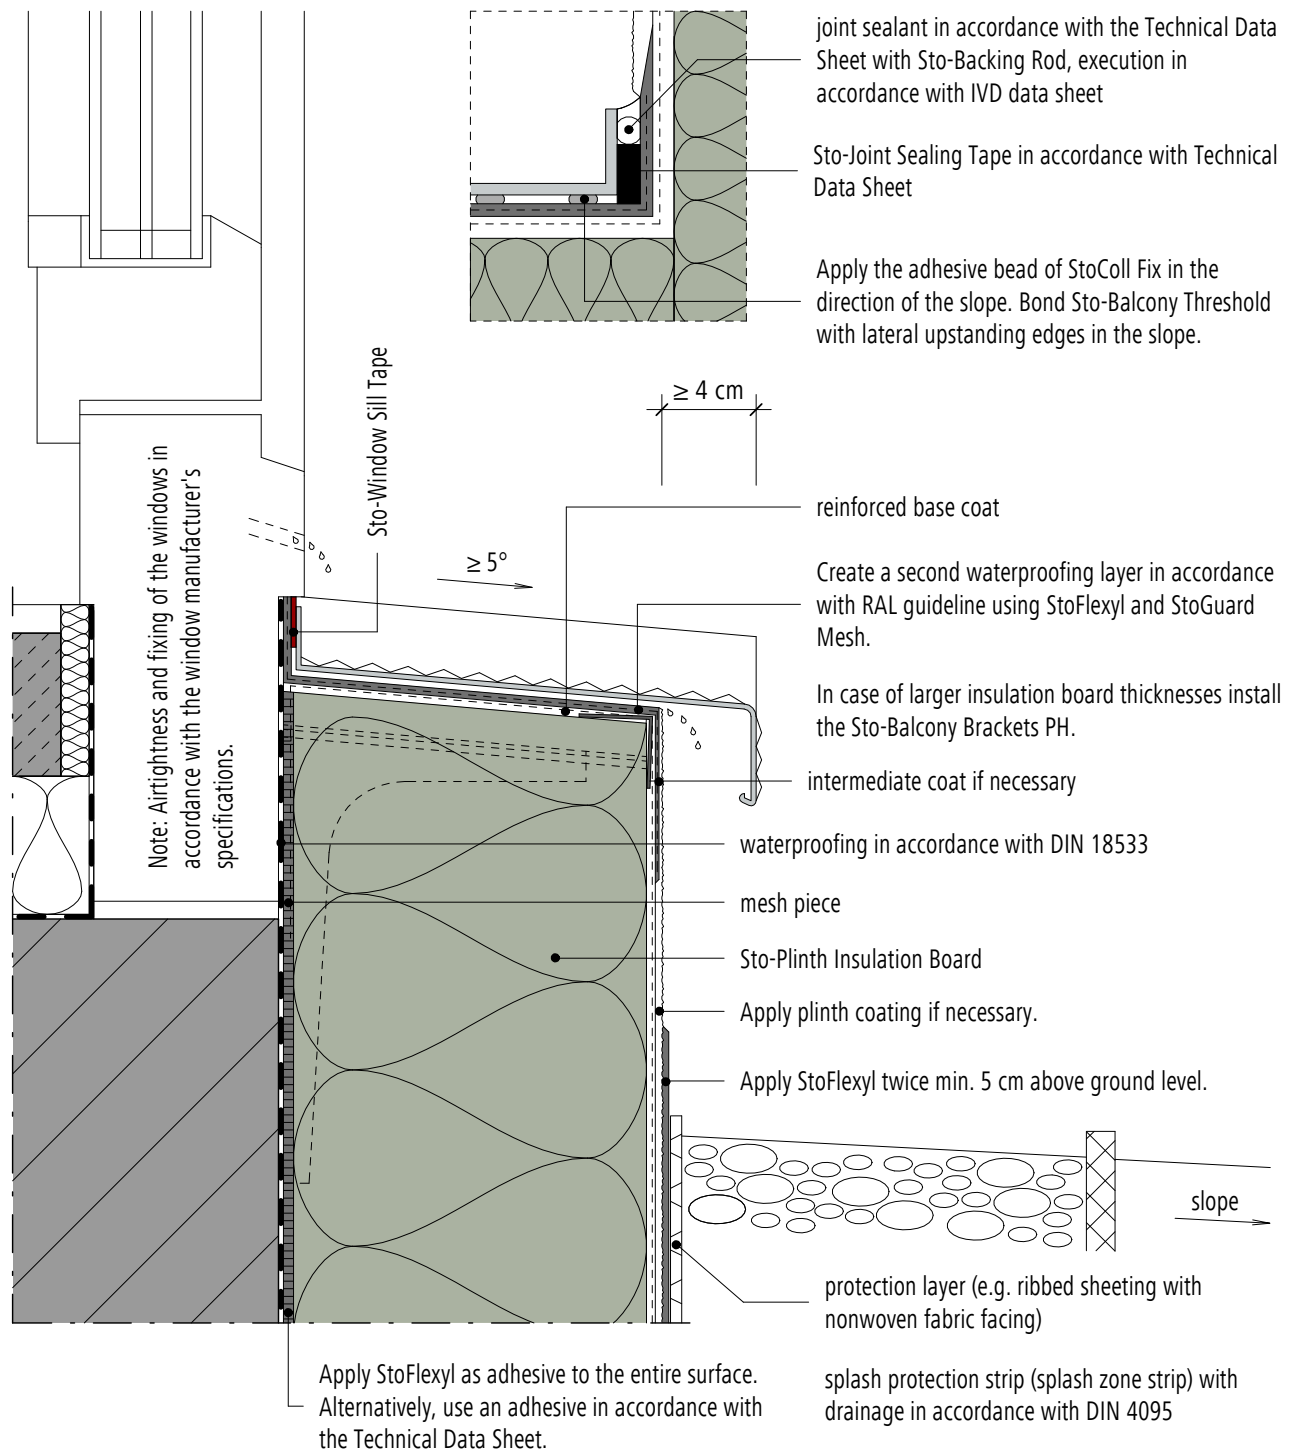 joint sealant in accordance with the Technical Data
Sheet with Sto-Backing Rod, execution in
accordance with IVD data sheet
Sto-Joint Sealing Tape in accordance with Technical
Data Sheet
Apply the adhesive bead of StoColl Fix in the
direction of the slope. Bond Sto-Balcony Threshold
with lateral upstanding edges in the slope.
≥ 4 cm
Sto-Window Sill Tape
Note: Airtightness and fixing of the windows in
accordance with the window manufacturer's
specifications.
≥ 5°
reinforced base coat
Create a second waterproofing layer in accordance
with RAL guideline using StoFlexyl and StoGuard
Mesh.
In case of larger insulation board thicknesses install
the Sto-Balcony Brackets PH.
intermediate coat if necessary
waterproofing in accordance with DIN 18533
mesh piece
Sto-Plinth Insulation Board
Apply plinth coating if necessary.
Apply StoFlexyl twice min. 5 cm above ground level.
slope
protection layer (e.g. ribbed sheeting with
nonwoven fabric facing)
splash protection strip (splash zone strip) with
drainage in accordance with DIN 4095
Apply StoFlexyl as adhesive to the entire surface.
Alternatively, use an adhesive in accordance with
the Technical Data Sheet.